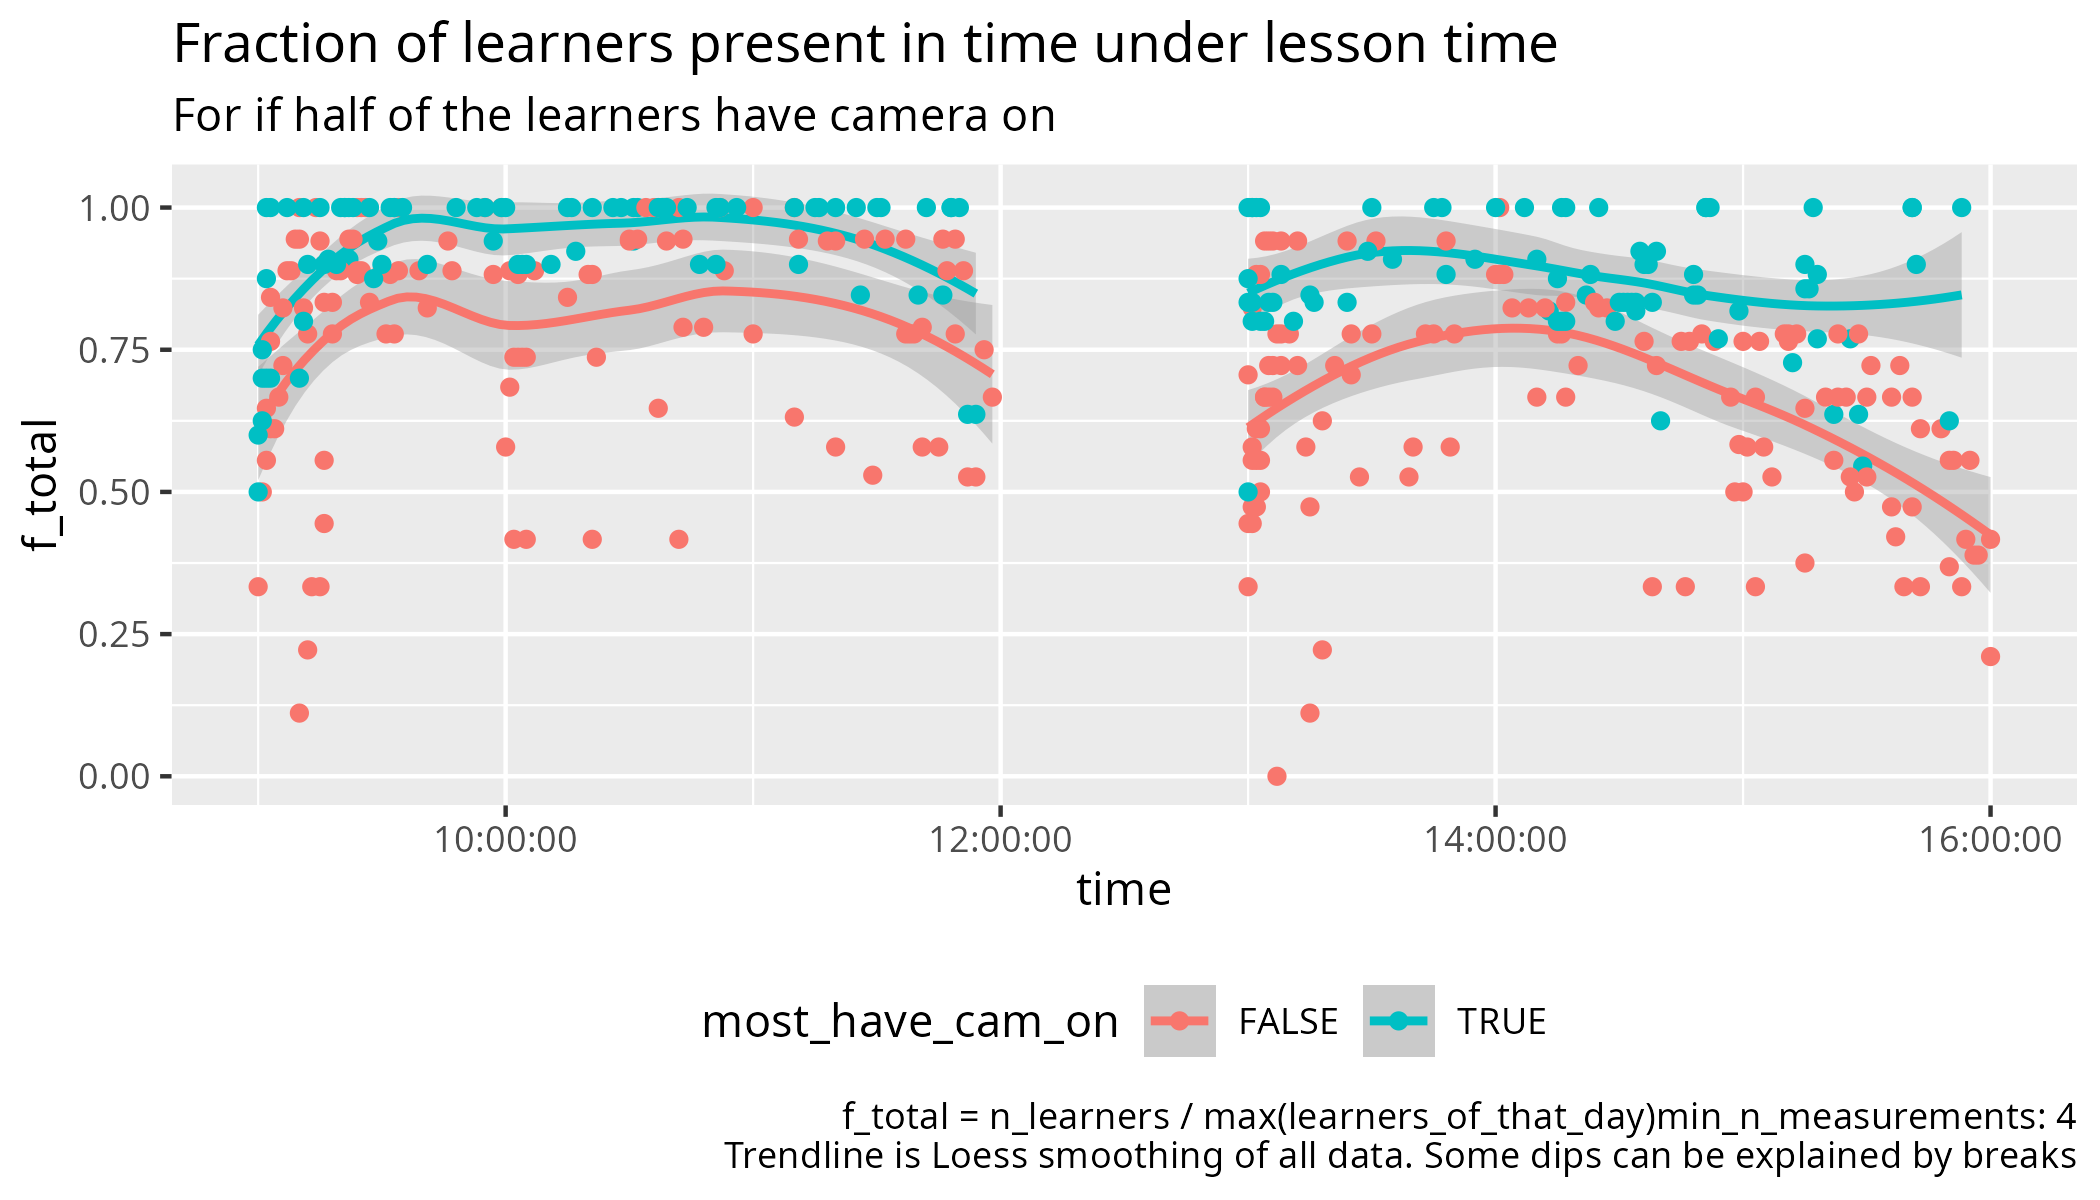 Fraction of learners present in time under lesson time
For if half of the learners have camera on
1.00
0.75
0.50
0.25
0.00
f_total
10:00:00 12:00:00 14:00:00 16:00:00
time
most_have_cam_on FALSE TRUE
f_total = n_learners / max(learners_of_that_day)min_n_measurements: 4
Trendline is Loess smoothing of all data. Some dips can be explained by breaks